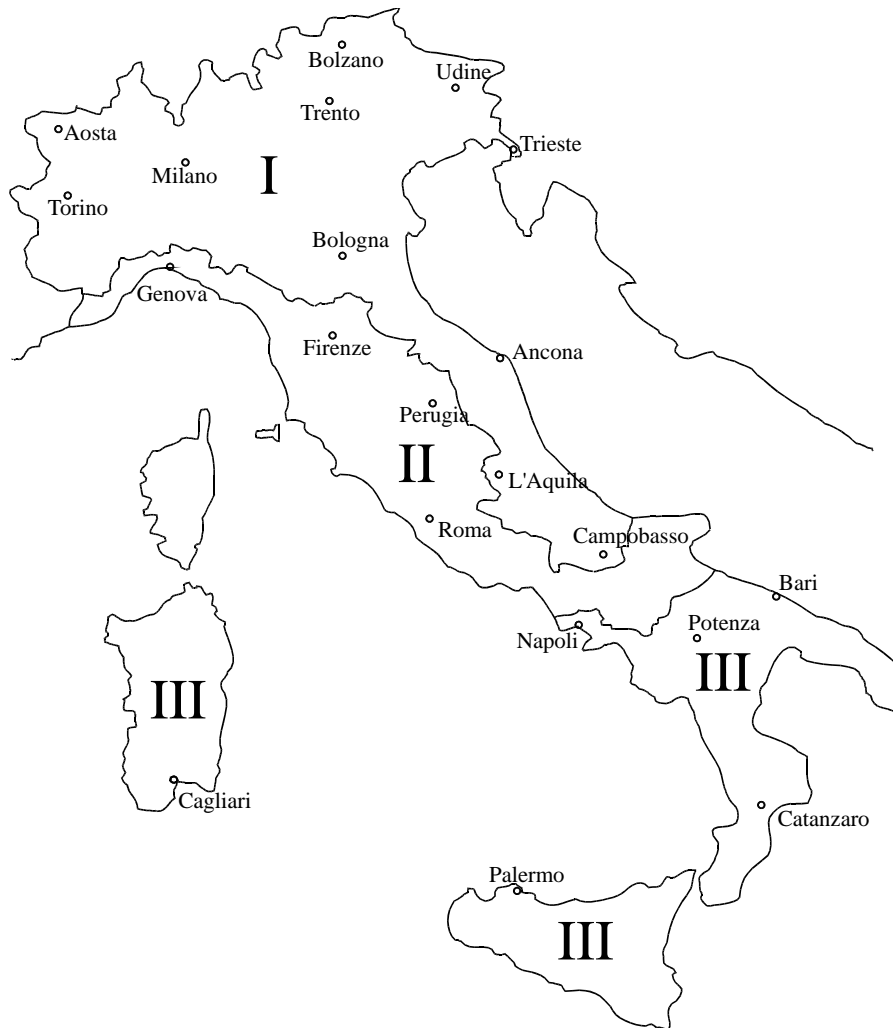 Bolzano
Udine
Trento
Aosta
Trieste
Milano
I
Torino
Bologna
Genova
Firenze
Ancona
Perugia
II
L'Aquila
Roma
Campobasso
Bari
Napoli
Potenza
III
III
Cagliari
Catanzaro
Palermo
III